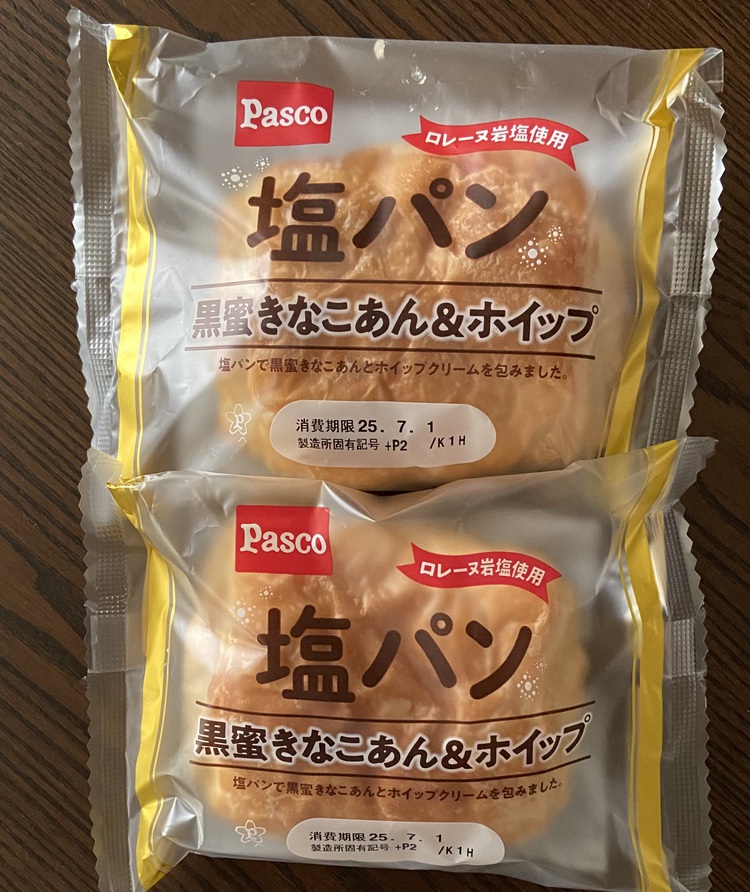 Pasco
ロレーヌ岩塩使用
塩パン
黒蜜きなこあん&ホイップ
塩パンで黒蜜きなこあんとホイップクリームを包みました。
消費期限 25. 7. 1
製造所固有記号 +P2 /K1H
Pasco
ロレーヌ岩塩使用
塩パン
黒蜜きなこあん&ホイップ
塩パンで黒蜜きなこあんとホイップクリームを包みました。
消費期限 25. 7. 1
製造所固有記号 +P2 /K1H